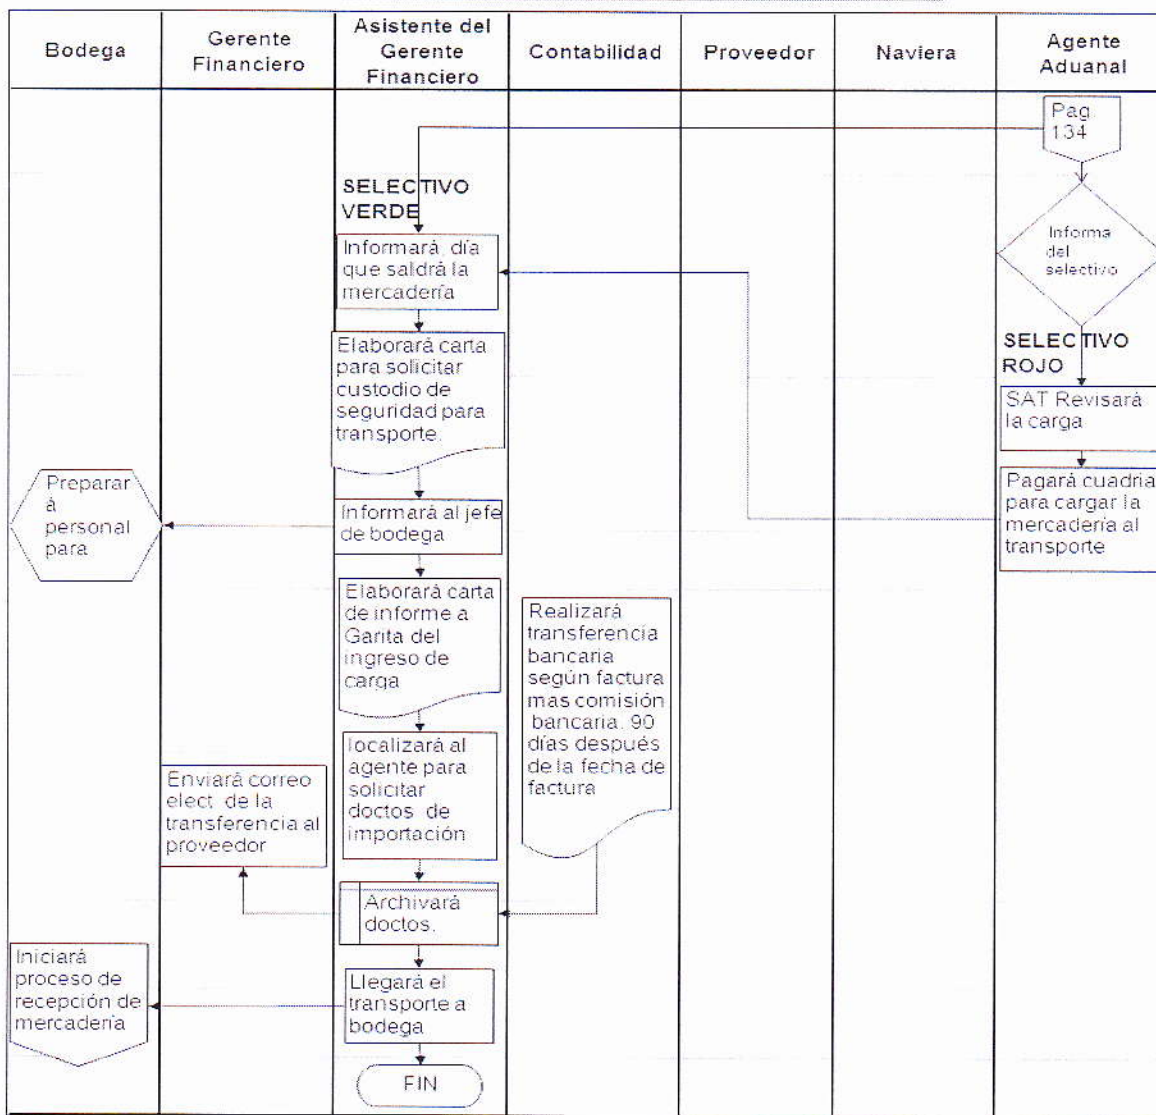 Bodega
Gerente
Financiero
Asistente del
Gerente
Financiero
Contabilidad
Proveedor
Naviera
Agente
Aduanal
Pag
134
SELECTIVO
VERDE
Informará día
que saldrá la
mercadería
Informa
del
selectivo
Elaborará carta
para solicitar
custodio de
seguridad para
transporte.
SELECTIVO
ROJO
SAT Revisará
la carga
Pagará cuadria
para cargar la
mercadería al
transporte
Preparar
á
personal
para
Informará al jefe
de bodega
Elaborará carta
de informe a
Garita del
ingreso de
carga
Realizará
transferencia
bancaria
según factura
mas comisión
bancaria. 90
días después
de la fecha de
factura
localizará al
agente para
solicitar
doctos de
importación
Enviará correo
elect. de la
transferencia al
proveedor
Archivará
doctos.
Iniciará
proceso de
recepción de
mercadería
Llegará el
transporte a
bodega
FIN